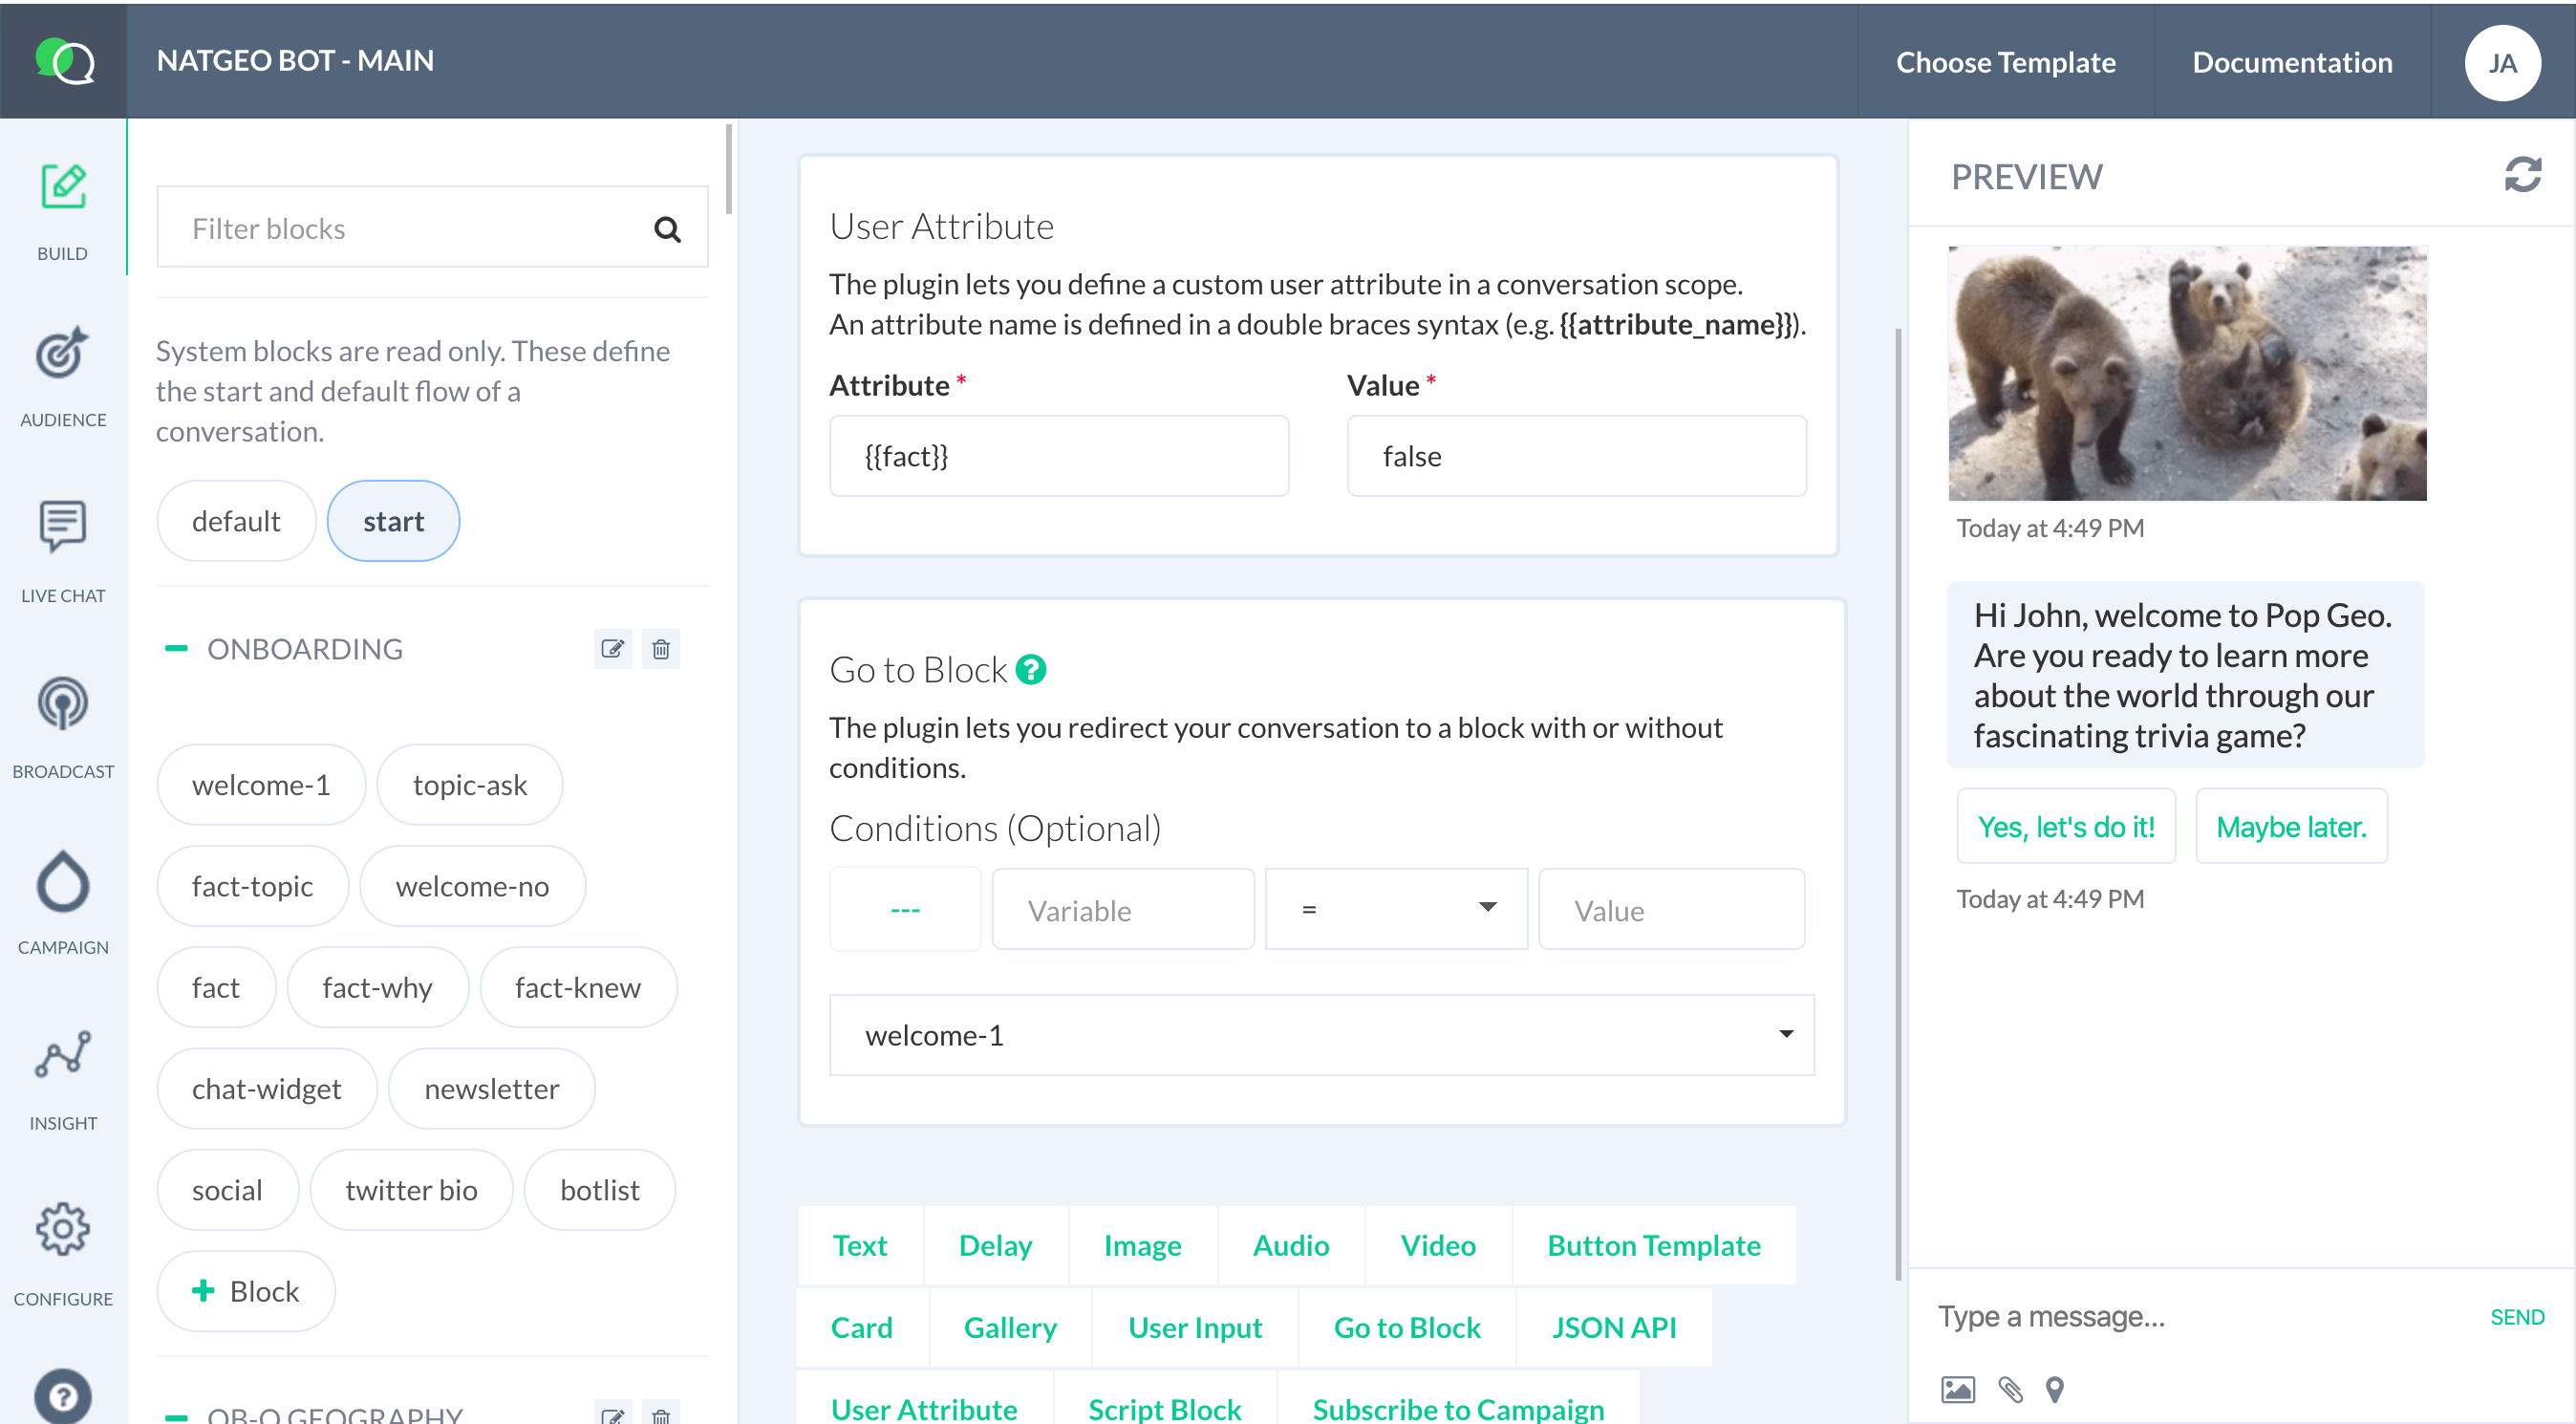 NATGEO BOT - MAIN
Choose Template
Documentation
JA
BUILD
AUDIENCE
LIVE CHAT
BROADCAST
CAMPAIGN
INSIGHT
CONFIGURE
Filter blocks
System blocks are read only. These define
the start and default flow of a
conversation.
default
start
ONBOARDING
welcome-1
topic-ask
fact-topic
welcome-no
fact
fact-why
fact-knew
chat-widget
newsletter
social
twitter bio
botlist
+ Block
OB-Q GEOGRAPHY
User Attribute
The plugin lets you define a custom user attribute in a conversation scope.
An attribute name is defined in a double braces syntax (e.g. {{attribute_name}}).
Attribute *
Value *
{{fact}}
false
Go to Block ?
The plugin lets you redirect your conversation to a block with or without
conditions.
Conditions (Optional)
---
Variable
=
Value
welcome-1
Text
Delay
Image
Audio
Video
Button Template
Card
Gallery
User Input
Go to Block
JSON API
User Attribute
Script Block
Subscribe to Campaign
PREVIEW
Today at 4:49 PM
Hi John, welcome to Pop Geo.
Are you ready to learn more
about the world through our
fascinating trivia game?
Yes, let's do it!
Maybe later.
Today at 4:49 PM
Type a message...
SEND